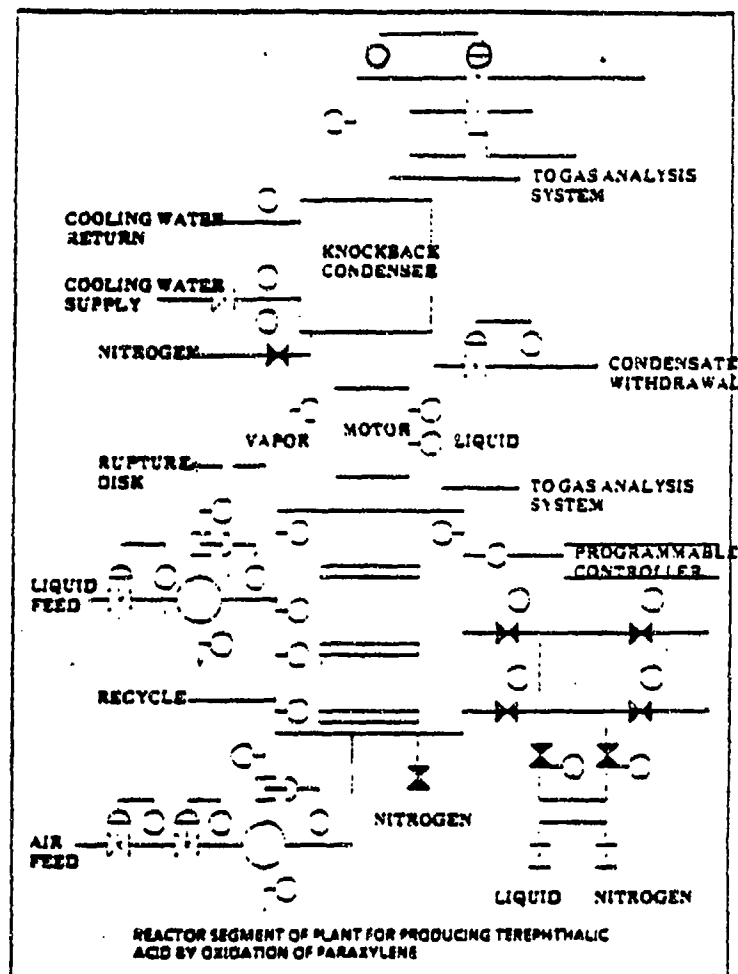 TO GAS ANALYSIS
SYSTEM
COOLING WATER
RETURN
KNOCKBACK
CONDENSER
COOLING WATER
SUPPLY
NITROGEN
CONDENSATE
WITHDRAWAL
VAPOR
MOTOR
LIQUID
RUPTURE
DISK
TO GAS ANALYSIS
SYSTEM
PROGRAMMABLE
CONTROLLER
LIQUID
FEED
RECYCLE
NITROGEN
AIR
FEED
LIQUID
NITROGEN
REACTOR SEGMENT OF PLANT FOR PRODUCING TEREPHTHALIC
ACID BY OXIDATION OF PARAXYLENE